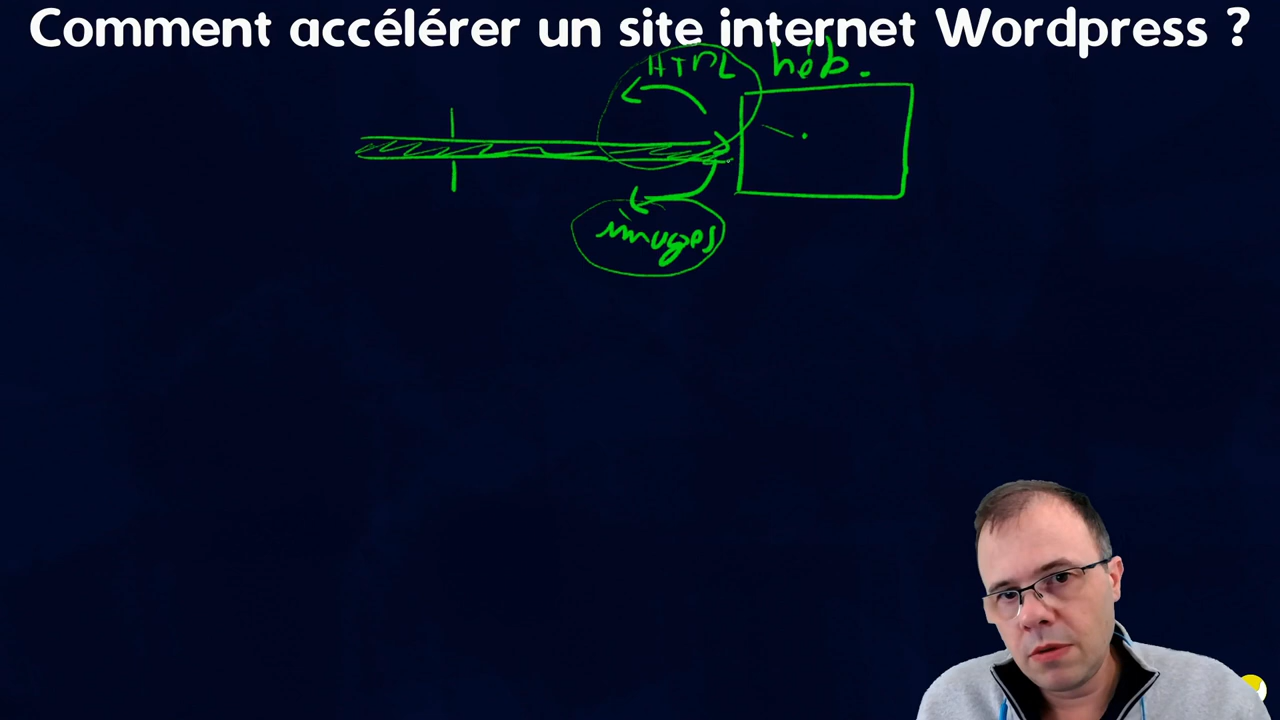 Comment accélérer un site internet Wordpress ?
HTML héb.
images